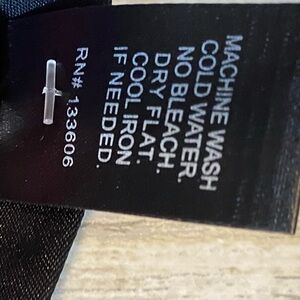 MACHINE WASH
COLD WATER.
NO BLEACH.
DRY FLAT.
COOL IRON
IF NEEDED.
RN# 133606